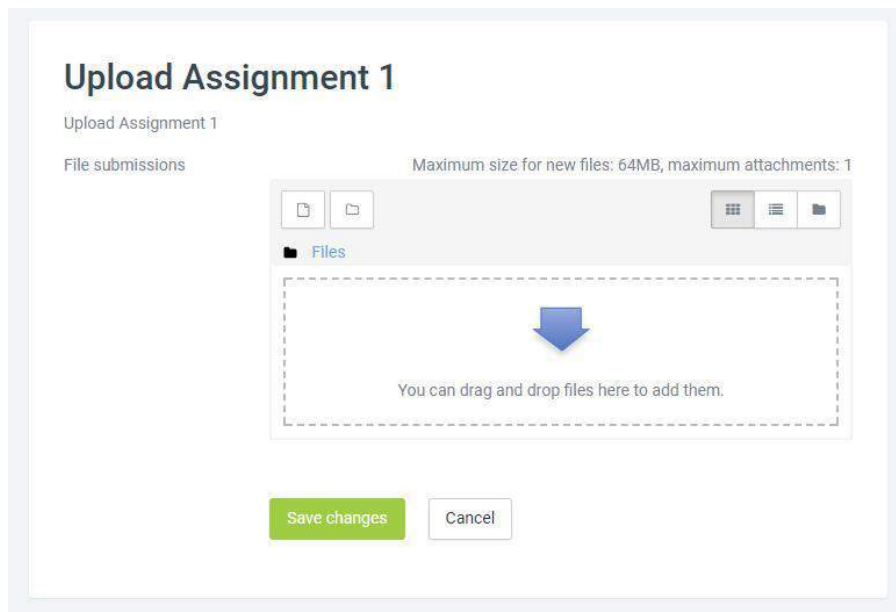 Upload Assignment 1
Upload Assignment 1
File submissions
Maximum size for new files: 64MB, maximum attachments: 1
Files
You can drag and drop files here to add them.
Save changes
Cancel